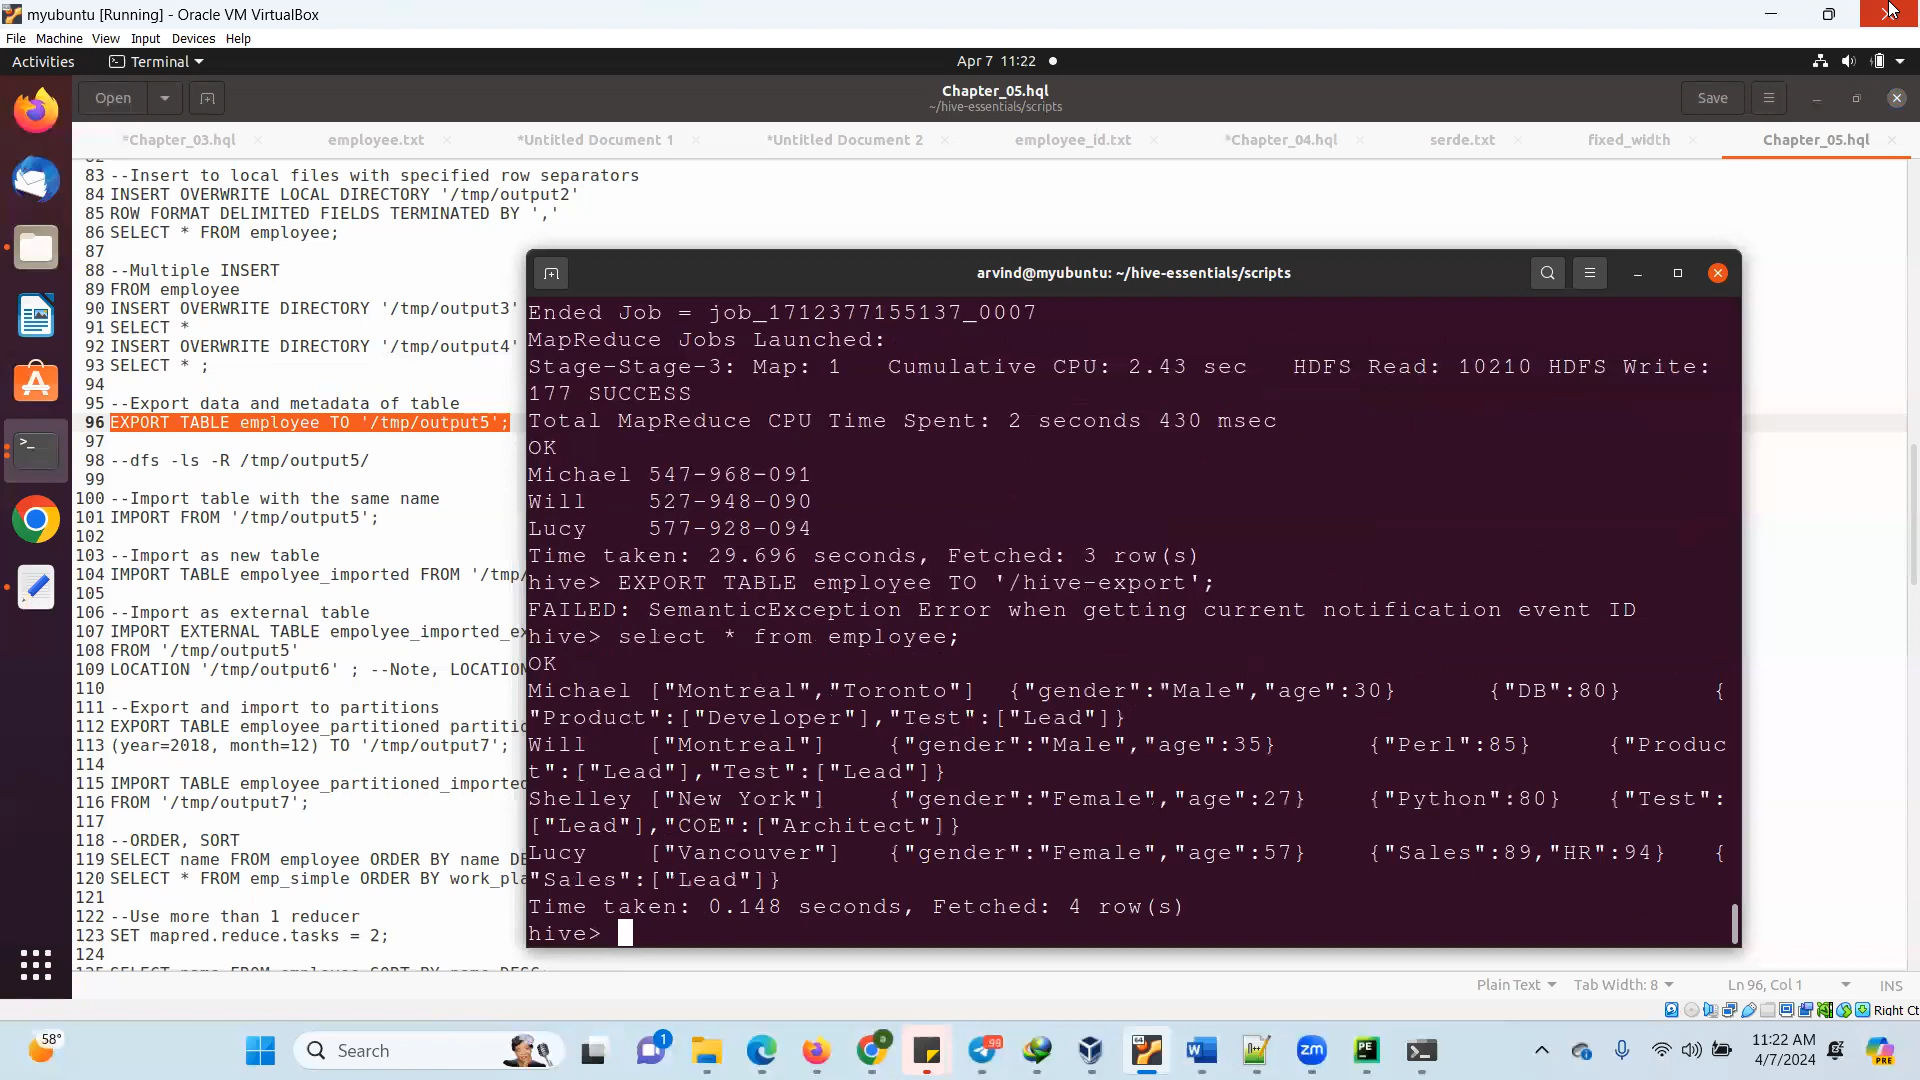 myubuntu [Running] - Oracle VM VirtualBox
File Machine View Input Devices Help
Activities Terminal Apr 7 11:22
Open Chapter_05.hql Save
~/hive-essentials/scripts
*Chapter_03.hql employee.txt *Untitled Document 1 *Untitled Document 2 employee_id.txt *Chapter_04.hql serde.txt fixed_width Chapter_05.hql
83 --Insert to local files with specified row separators
84 INSERT OVERWRITE LOCAL DIRECTORY '/tmp/output2'
85 ROW FORMAT DELIMITED FIELDS TERMINATED BY ','
86 SELECT * FROM employee;
87
88 --Multiple INSERT
89 FROM employee
90 INSERT OVERWRITE DIRECTORY '/tmp/output3'
91 SELECT *
92 INSERT OVERWRITE DIRECTORY '/tmp/output4'
93 SELECT * ;
94
95 --Export data and metadata of table
96 EXPORT TABLE employee TO '/tmp/output5';
97
98 --dfs -ls -R /tmp/output5/
99
100 --Import table with the same name
101 IMPORT FROM '/tmp/output5';
102
103 --Import as new table
104 IMPORT TABLE empolyee_imported FROM '/tmp/
105
106 --Import as external table
107 IMPORT EXTERNAL TABLE empolyee_imported_ex
108 FROM '/tmp/output5'
109 LOCATION '/tmp/output6' ; --Note, LOCATION
110
111 --Export and import to partitions
112 EXPORT TABLE employee_partitioned partitio
113 (year=2018, month=12) TO '/tmp/output7';
114
115 IMPORT TABLE employee_partitioned_imported
116 FROM '/tmp/output7';
117
118 --ORDER, SORT
119 SELECT name FROM employee ORDER BY name DE
120 SELECT * FROM emp_simple ORDER BY work_pla
121
122 --Use more than 1 reducer
123 SET mapred.reduce.tasks = 2;
124
arvind@myubuntu: ~/hive-essentials/scripts
Ended Job = job_1712377155137_0007
MapReduce Jobs Launched:
Stage-Stage-3: Map: 1 Cumulative CPU: 2.43 sec HDFS Read: 10210 HDFS Write:
177 SUCCESS
Total MapReduce CPU Time Spent: 2 seconds 430 msec
OK
Michael 547-968-091
Will 527-948-090
Lucy 577-928-094
Time taken: 29.696 seconds, Fetched: 3 row(s)
hive> EXPORT TABLE employee TO '/hive-export';
FAILED: SemanticException Error when getting current notification event ID
hive> select * from employee;
OK
Michael ["Montreal","Toronto"] {"gender":"Male","age":30} {"DB":80} {
"Product":["Developer"],"Test":["Lead"]}
Will ["Montreal"] {"gender":"Male","age":35} {"Perl":85} {"Produc
t":["Lead"],"Test":["Lead"]}
Shelley ["New York"] {"gender":"Female","age":27} {"Python":80} {"Test":
["Lead"],"COE":["Architect"]}
Lucy ["Vancouver"] {"gender":"Female","age":57} {"Sales":89,"HR":94} {
"Sales":["Lead"]}
Time taken: 0.148 seconds, Fetched: 4 row(s)
hive>
Plain Text Tab Width: 8 Ln 96, Col 1 INS
Right Ct
58° Search 1 99 64 W zm PE 11:22 AM
4/7/2024 PRE